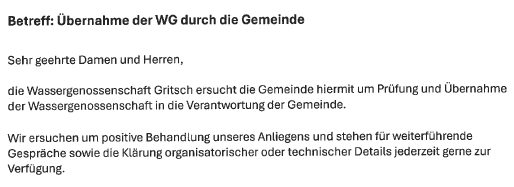 Betreff: Übernahme der WG durch die Gemeinde
Sehr geehrte Damen und Herren,
die Wassergenossenschaft Gritsch ersucht die Gemeinde hiermit um Prüfung und Übernahme
der Wassergenossenschaft in die Verantwortung der Gemeinde.
Wir ersuchen um positive Behandlung unseres Anliegens und stehen für weiterführende
Gespräche sowie die Klärung organisatorischer oder technischer Details jederzeit gerne zur
Verfügung.